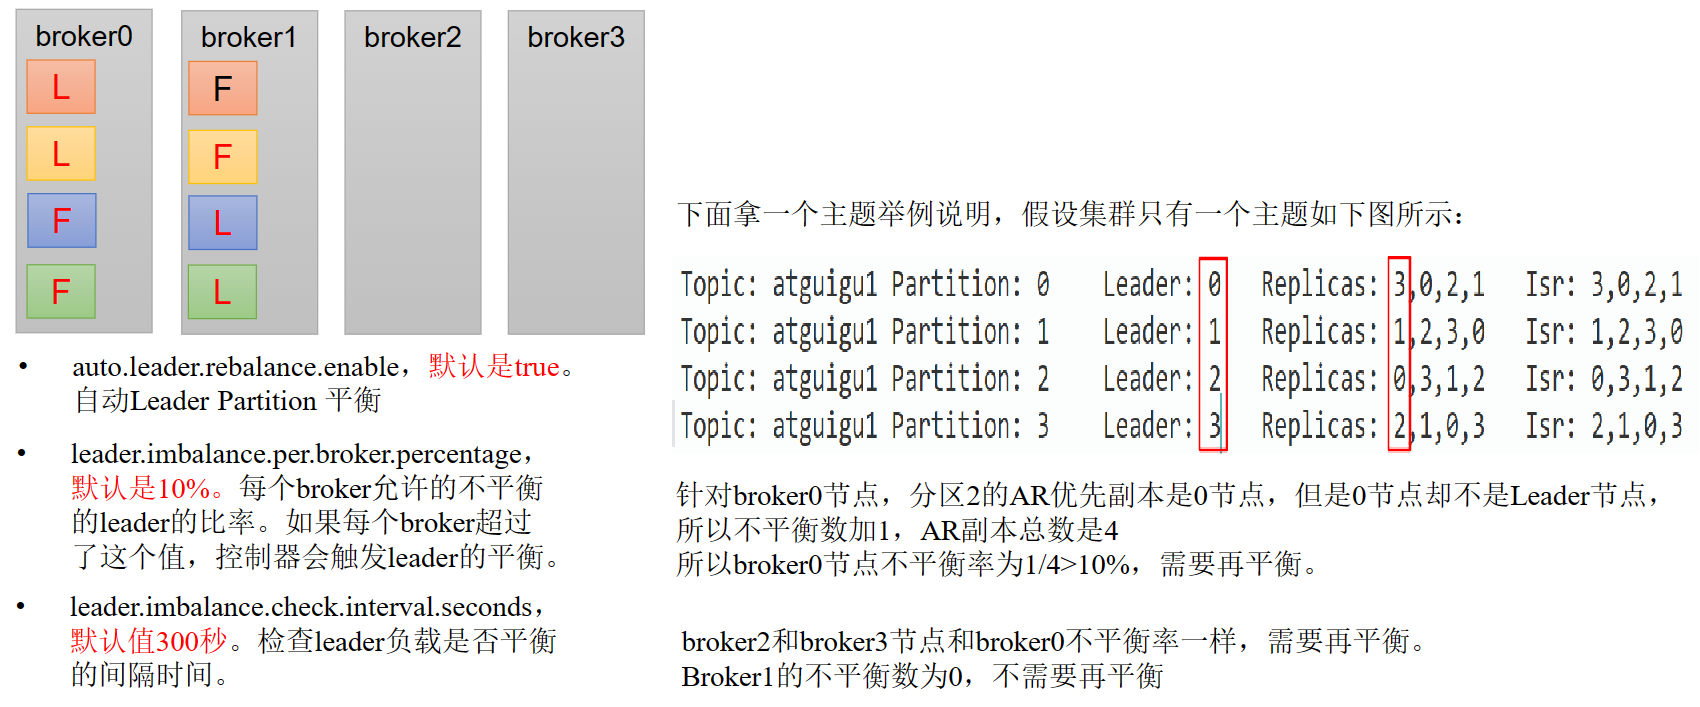 broker0
broker1
broker2
broker3
L
F
L
F
F
L
F
L
• auto.leader.rebalance.enable，默认是true。
自动Leader Partition 平衡
• leader.imbalance.per.broker.percentage，
默认是10%。每个broker允许的不平衡
的leader的比率。如果每个broker超过
了这个值，控制器会触发leader的平衡。
• leader.imbalance.check.interval.seconds，
默认值300秒。检查leader负载是否平衡
的间隔时间。
下面拿一个主题举例说明，假设集群只有一个主题如下图所示：
Topic: atguigu1 Partition: 0 Leader: 0 Replicas: 3,0,2,1 Isr: 3,0,2,1
Topic: atguigu1 Partition: 1 Leader: 1 Replicas: 1,2,3,0 Isr: 1,2,3,0
Topic: atguigu1 Partition: 2 Leader: 2 Replicas: 0,3,1,2 Isr: 0,3,1,2
Topic: atguigu1 Partition: 3 Leader: 3 Replicas: 2,1,0,3 Isr: 2,1,0,3
针对broker0节点，分区2的AR优先副本是0节点，但是0节点却不是Leader节点，
所以不平衡数加1，AR副本总数是4
所以broker0节点不平衡率为1/4>10%，需要再平衡。
broker2和broker3节点和broker0不平衡率一样，需要再平衡。
Broker1的不平衡数为0，不需要再平衡